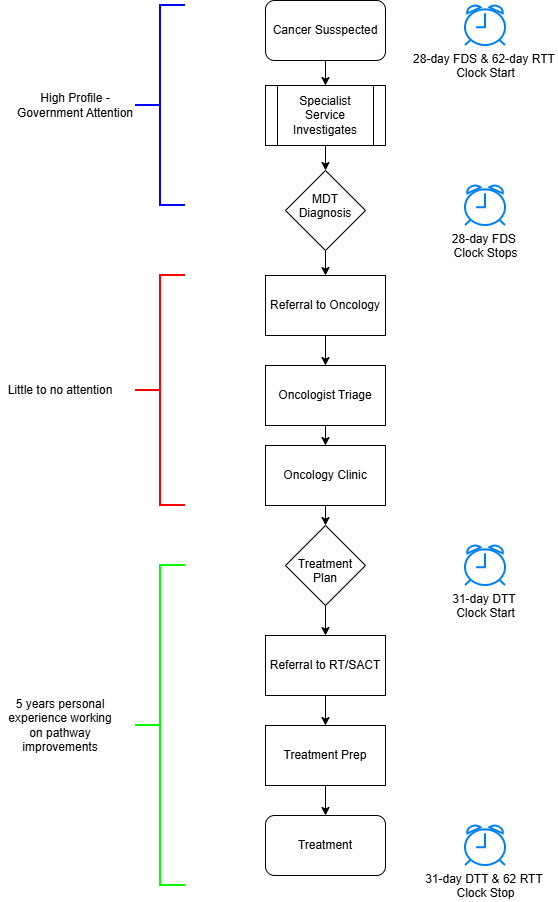 Cancer Susspected
28-day FDS & 62-day RTT
Clock Start
High Profile -
Government Attention
Specialist
Service
Investigates
MDT
Diagnosis
28-day FDS
Clock Stops
Referral to Oncology
Little to no attention
Oncologist Triage
Oncology Clinic
Treatment
Plan
31-day DTT
Clock Start
Referral to RT/SACT
5 years personal
experience working
on pathway
improvements
Treatment Prep
Treatment
31-day DTT & 62 RTT
Clock Stop